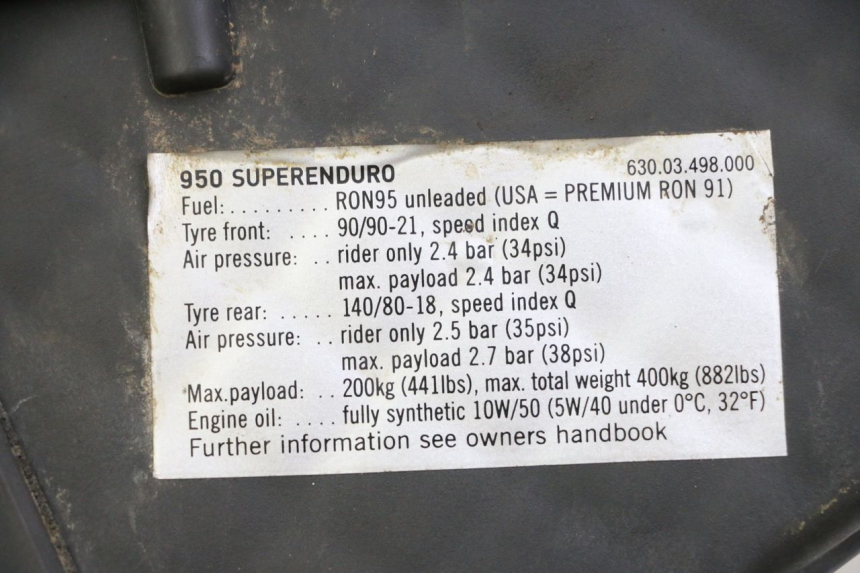 950 SUPERENDURO 630.03.498.000
Fuel:......... RON95 unleaded (USA = PREMIUM RON 91)
Tyre front: .... 90/90-21, speed index Q
Air pressure: .. rider only 2.4 bar (34psi)
max. payload 2.4 bar (34psi)
Tyre rear: ..... 140/80-18, speed index Q
Air pressure: .. rider only 2.5 bar (35psi)
max. payload 2.7 bar (38psi)
Max.payload: .. 200kg (441lbs), max. total weight 400kg (882lbs)
Engine oil: .... fully synthetic 10W/50 (5W/40 under 0°C, 32°F)
Further information see owners handbook